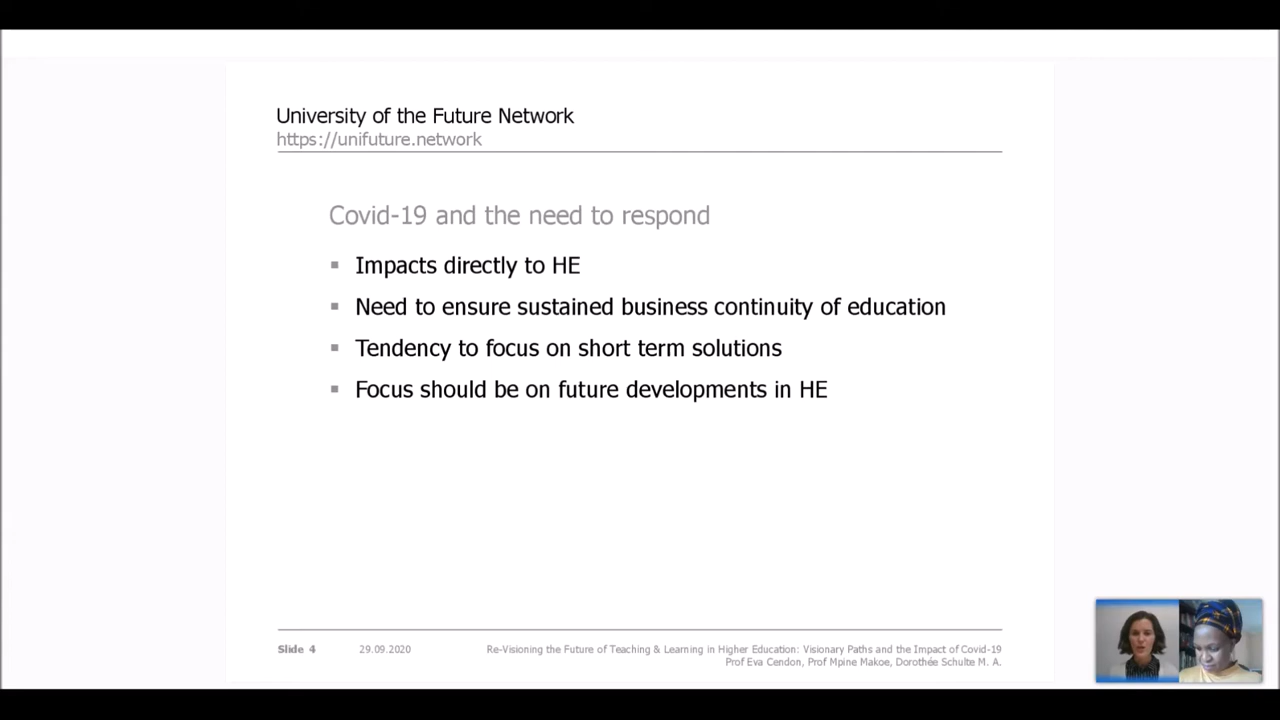 University of the Future Network
https://unifuture.network
Covid-19 and the need to respond
▪ Impacts directly to HE
▪ Need to ensure sustained business continuity of education
▪ Tendency to focus on short term solutions
▪ Focus should be on future developments in HE
Slide 4 29.09.2020 Re-Visioning the Future of Teaching & Learning in Higher Education: Visionary Paths and the Impact of Covid-19
Prof Eva Cendon, Prof Mpine Makoe, Dorothée Schulte M. A.